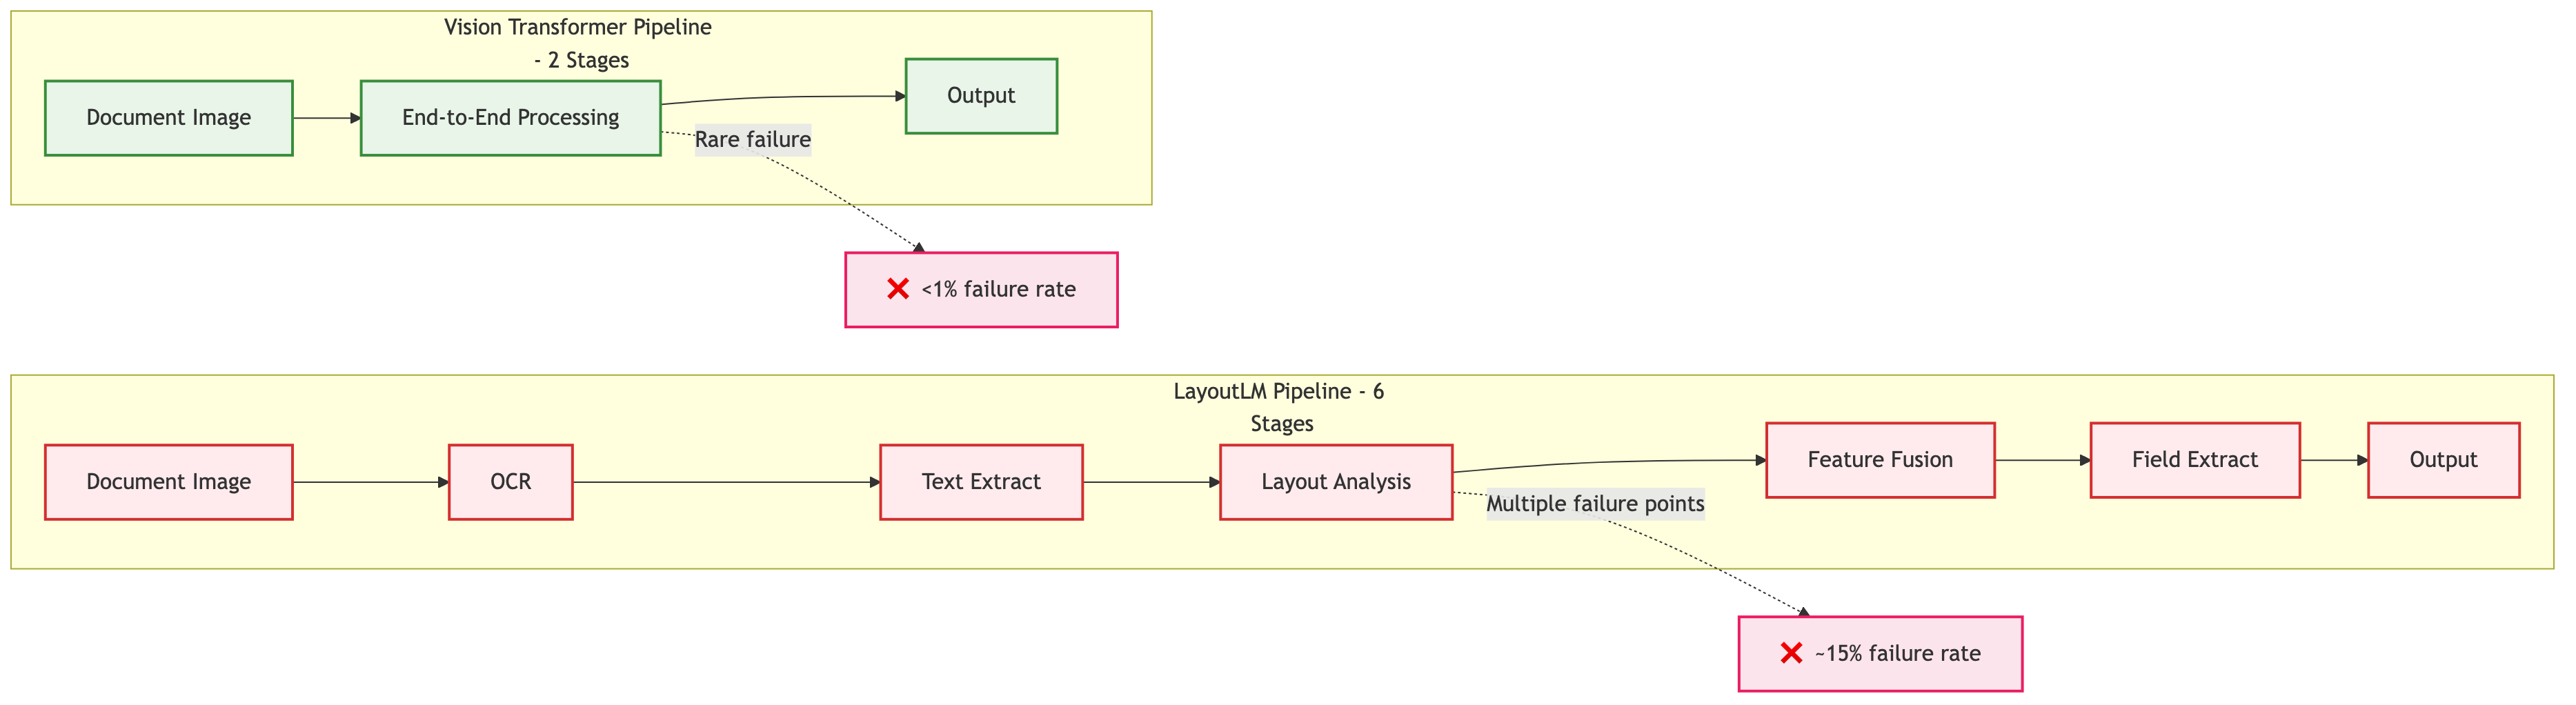 Vision Transformer Pipeline
- 2 Stages
Document Image
End-to-End Processing
Output
Rare failure
❌ <1% failure rate
LayoutLM Pipeline - 6
Stages
Document Image
OCR
Text Extract
Layout Analysis
Feature Fusion
Field Extract
Output
Multiple failure points
❌ ~15% failure rate